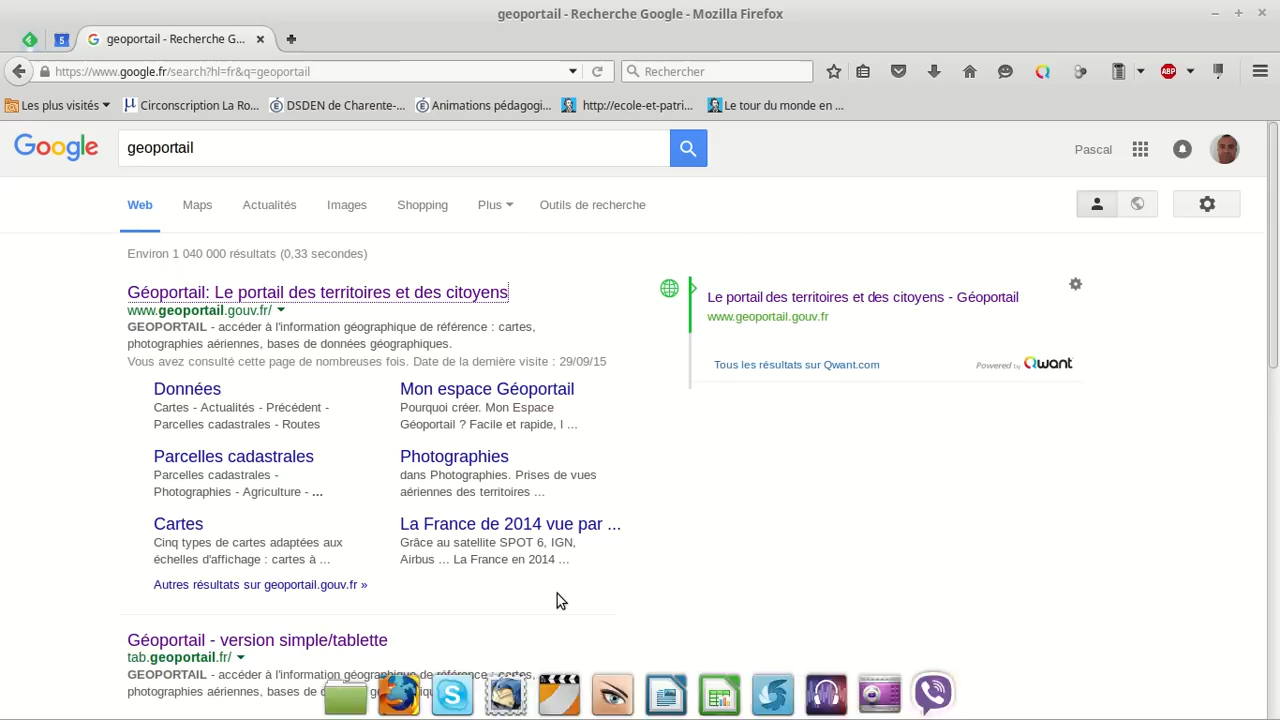 geoportail - Recherche Google - Mozilla Firefox
5
geoportail - Recherche G...
https://www.google.fr/search?hl=fr&q=geoportail
Rechercher
ABP
Les plus visités
Circonscription La Ro...
DSDEN de Charente-...
Animations pédagogi...
http://ecole-et-patri...
Le tour du monde en ...
Google
geoportail
Pascal
Web
Maps
Actualités
Images
Shopping
Plus
Outils de recherche
Environ 1 040 000 résultats (0,33 secondes)
Géoportail: Le portail des territoires et des citoyens
www.geoportail.gouv.fr/
GEOPORTAIL - accéder à l'information géographique de référence : cartes,
photographies aériennes, bases de données géographiques.
Vous avez consulté cette page de nombreuses fois. Date de la dernière visite : 29/09/15
Données
Cartes - Actualités - Précédent -
Parcelles cadastrales - Routes
Mon espace Géoportail
Pourquoi créer. Mon Espace
Géoportail ? Facile et rapide, l ...
Parcelles cadastrales
Parcelles cadastrales -
Photographies - Agriculture - ...
Photographies
dans Photographies. Prises de vues
aériennes des territoires ...
Cartes
Cinq types de cartes adaptées aux
échelles d'affichage : cartes à ...
La France de 2014 vue par ...
Grâce au satellite SPOT 6, IGN,
Airbus ... La France en 2014 ...
Autres résultats sur geoportail.gouv.fr »
Géoportail - version simple/tablette
tab.geoportail.fr/
GEOPORTAIL - accéder à l'information géographique de référence : cartes,
photographies aériennes, bases de
Le portail des territoires et des citoyens - Géoportail
www.geoportail.gouv.fr
Tous les résultats sur Qwant.com
Powered by Qwant